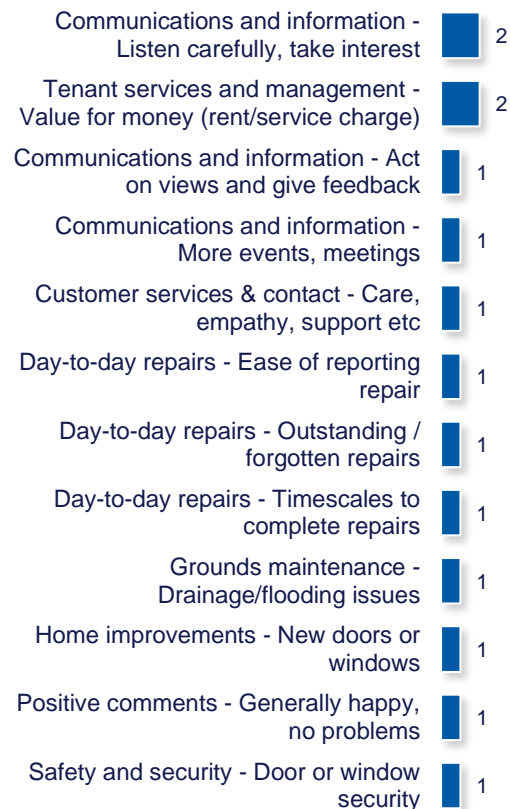 Communications and information -
Listen carefully, take interest
2
Tenant services and management -
Value for money (rent/service charge)
2
Communications and information - Act
on views and give feedback
1
Communications and information -
More events, meetings
1
Customer services & contact - Care,
empathy, support etc
1
Day-to-day repairs - Ease of reporting
repair
1
Day-to-day repairs - Outstanding /
forgotten repairs
1
Day-to-day repairs - Timescales to
complete repairs
1
Grounds maintenance -
Drainage/flooding issues
1
Home improvements - New doors or
windows
1
Positive comments - Generally happy,
no problems
1
Safety and security - Door or window
security
1